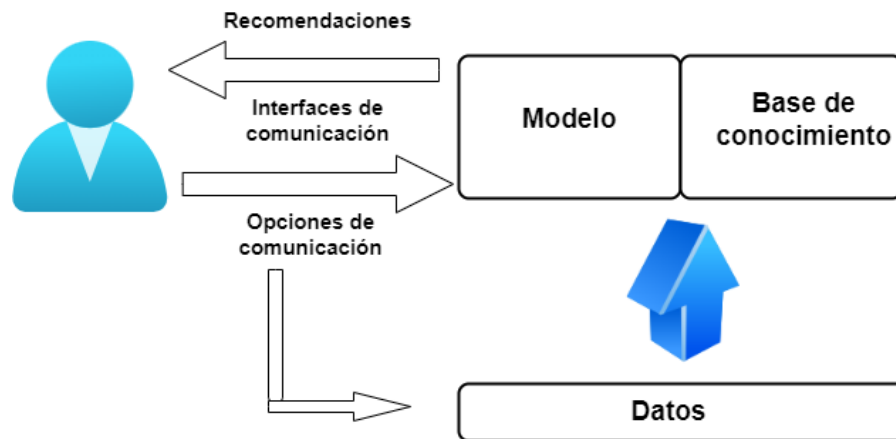 Recomendaciones
Interfaces de
comunicación
Opciones de
comunicación
Modelo
Base de
conocimiento
Datos